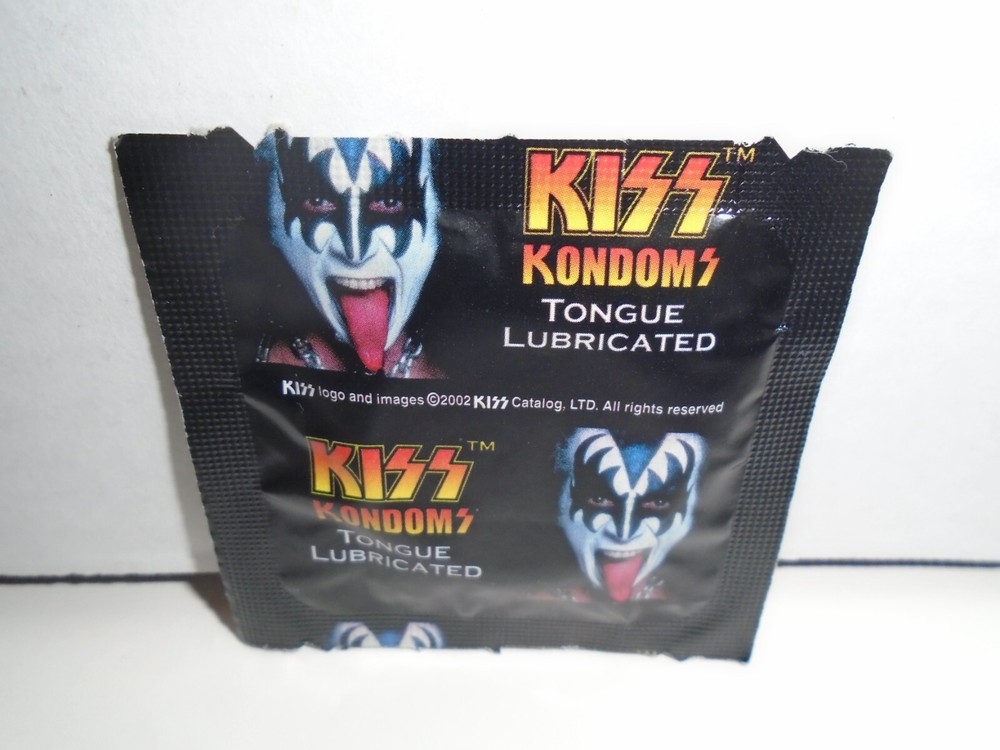 KISS™
KONDOMS
TONGUE
LUBRICATED
KISS logo and images ©2002 KISS Catalog, LTD. All rights reserved
KISS™
KONDOMS
TONGUE
LUBRICATED